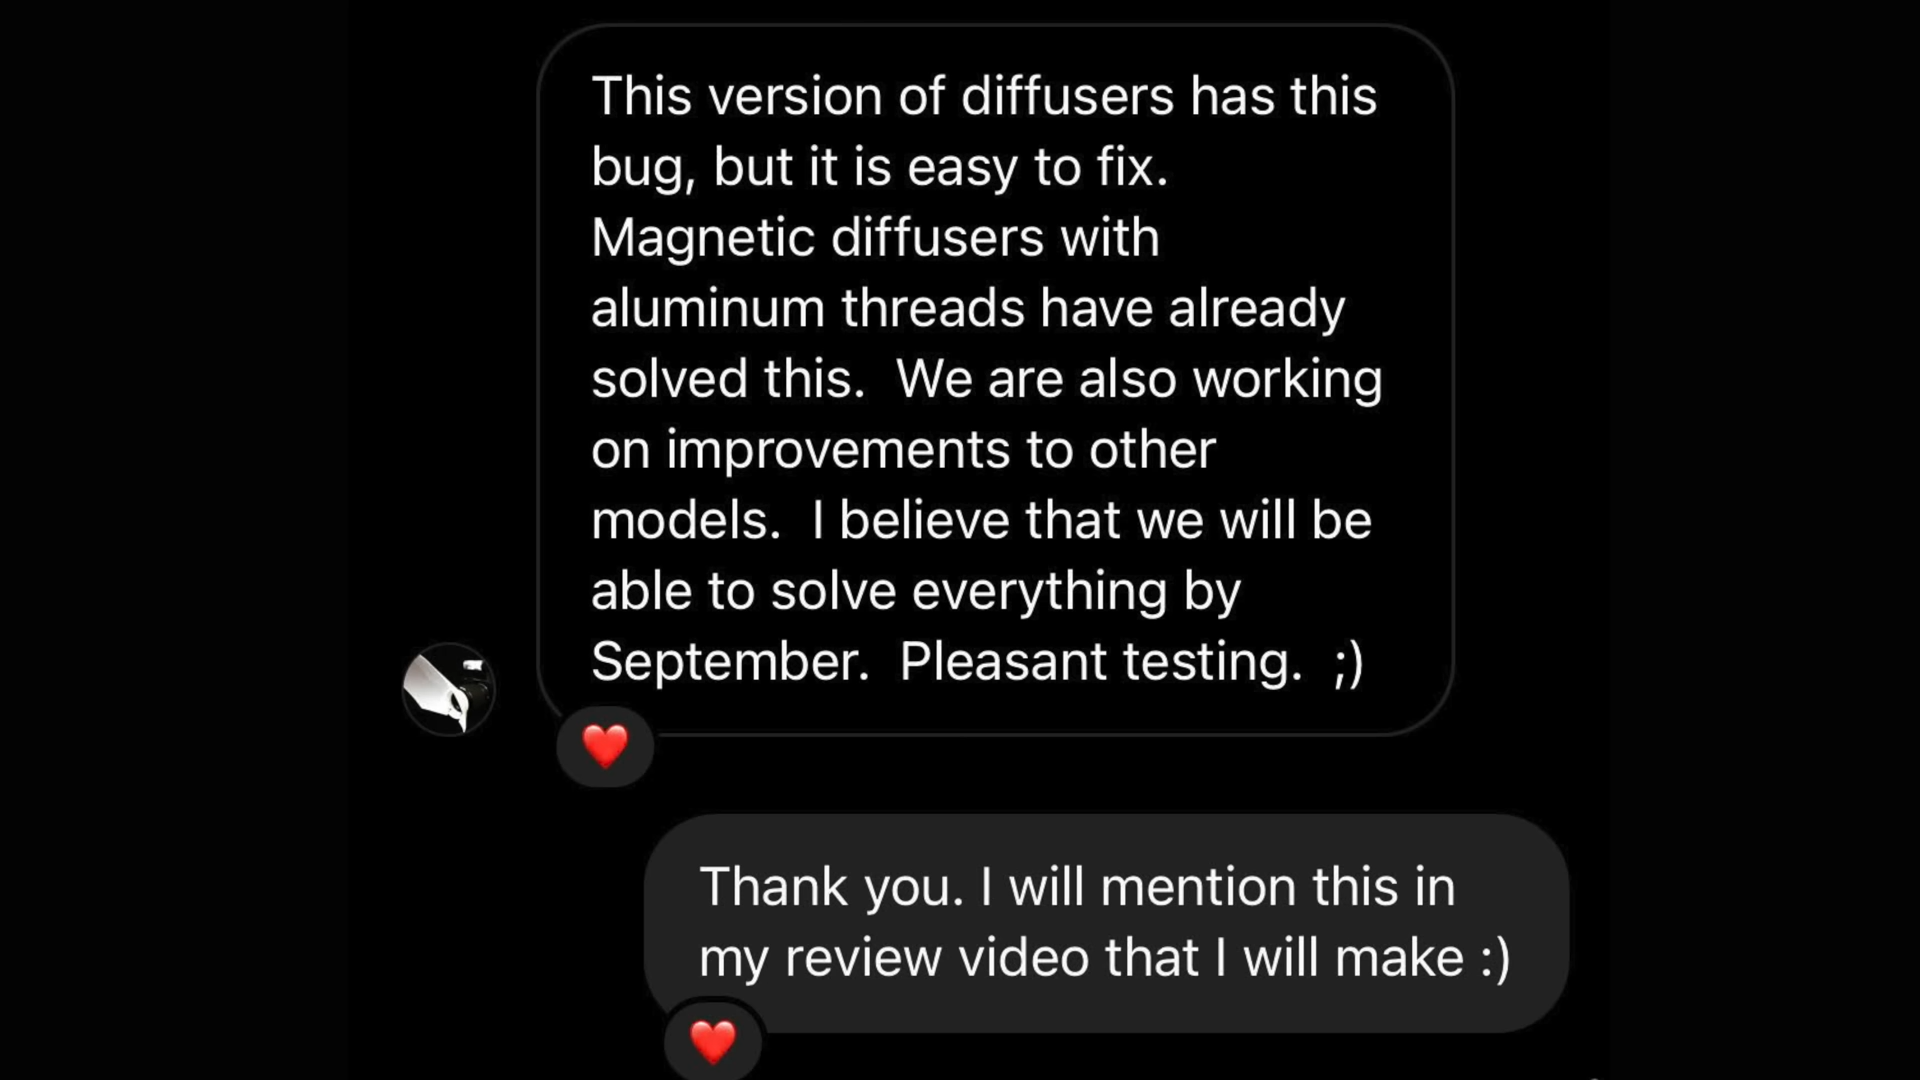 This version of diffusers has this
bug, but it is easy to fix.
Magnetic diffusers with
aluminum threads have already
solved this.  We are also working
on improvements to other
models.  I believe that we will be
able to solve everything by
September.  Pleasant testing.  ;)
Thank you. I will mention this in
my review video that I will make :)